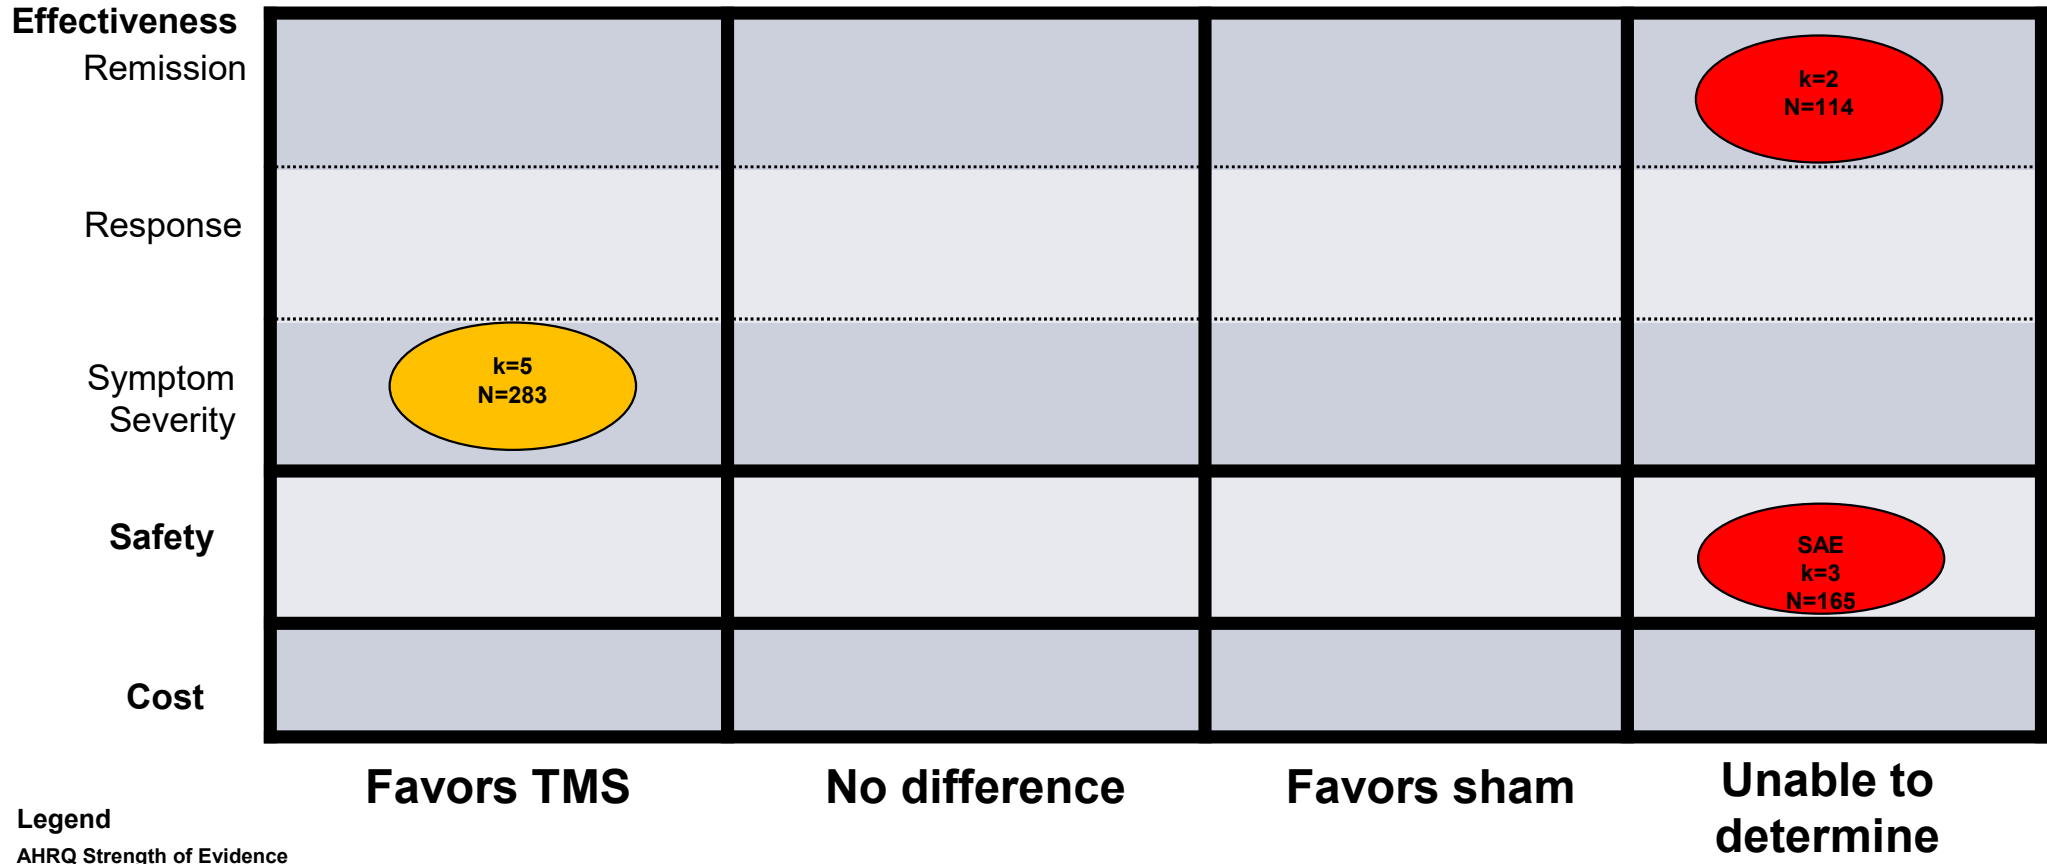 Effectiveness
Remission
k=2
N=114
Response
Symptom
Severity
k=5
N=283
Safety
SAE
k=3
N=165
Cost
Favors TMS
No difference
Favors sham
Unable to
determine
Legend
AHRQ Strength of Evidence